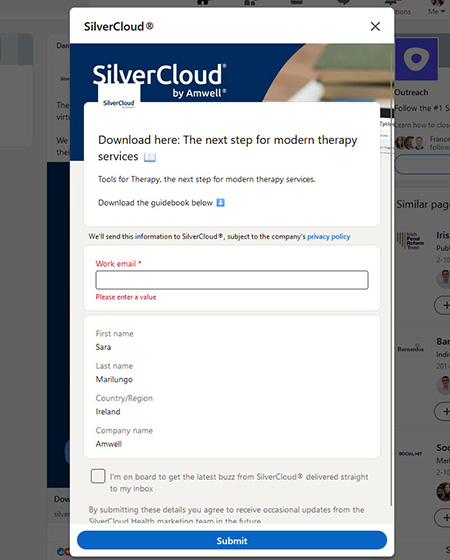 SilverCloud®
SilverCloud®
by Amwell®
SilverCloud
Download here: The next step for modern therapy
services
Tools for Therapy, the next step for modern therapy services.
Download the guidebook below
We'll send this information to SilverCloud®, subject to the company's privacy policy
Work email *
Please enter a value
First name
Sara
Last name
Marilungo
Country/Region
Ireland
Company name
Amwell
I'm on board to get the latest buzz from SilverCloud® delivered straight
to my inbox
By submitting these details you agree to receive occasional updates from the
SilverCloud Health marketing team in the future
Submit
Me
Outreach
Follow the #1 S
Learn how to close
France
follow
Similar page
Irish Penal Reform Trust
Iris
Publi
2-10
Barnardos
Bar
Indiv
201-
SOCIAL HIT
Soc
Mark
2-10
Dan
virtu
We
the
Dow
silver